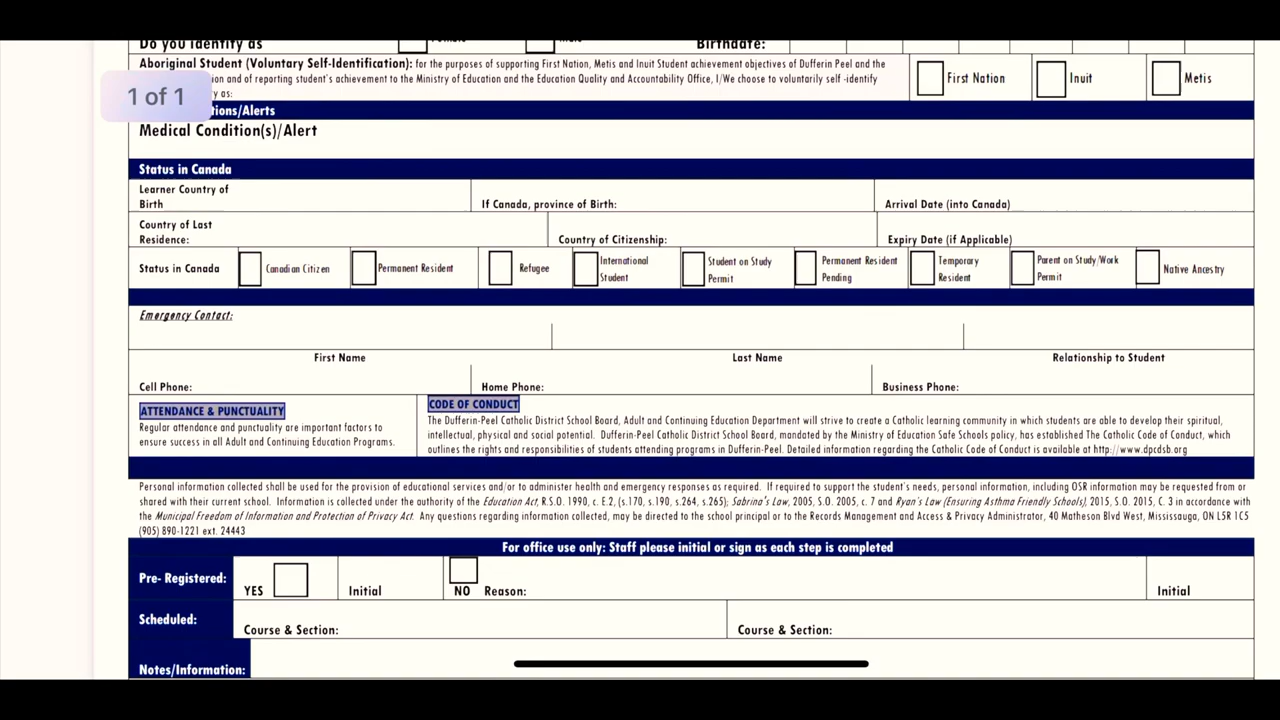 Do you identify as Birthdate:
Aboriginal Student (Voluntary Self-Identification): for the purposes of supporting First Nation, Metis and Inuit Student achievement objectives of Dufferin Peel and the
ion and of reporting student's achievement to the Ministry of Education and the Education Quality and Accountability Office, I/We choose to voluntarily self -identify
y as:
First Nation Inuit Metis
1 of 1
tions/Alerts
Medical Condition(s)/Alert
Status in Canada
Learner Country of
Birth If Canada, province of Birth: Arrival Date (into Canada)
Country of Last
Residence: Country of Citizenship: Expiry Date (if Applicable)
Status in Canada Canadian Citizen Permanent Resident Refugee International Student Student on Study Permit Permanent Resident Pending Temporary Resident Parent on Study/Work Permit Native Ancestry
Emergency Contact:
First Name Last Name Relationship to Student
Cell Phone: Home Phone: Business Phone:
ATTENDANCE & PUNCTUALITY
Regular attendance and punctuality are important factors to
ensure success in all Adult and Continuing Education Programs.
CODE OF CONDUCT
The Dufferin-Peel Catholic District School Board, Adult and Continuing Education Department will strive to create a Catholic learning community in which students are able to develop their spiritual,
intellectual, physical and social potential. Dufferin-Peel Catholic District School Board, mandated by the Ministry of Education Safe Schools policy, has established The Catholic Code of Conduct, which
outlines the rights and responsibilities of students attending programs in Dufferin-Peel. Detailed information regarding the Catholic Code of Conduct is available at http://www.dpcdsb.org
Personal information collected shall be used for the provision of educational services and/or to administer health and emergency responses as required. If required to support the student's needs, personal information, including OSR information may be requested from or
shared with their current school. Information is collected under the authority of the Education Act, R.S.O. 1990, c. E.2, (s.170, s.190, s.264, s.265); Sabrina's Law, 2005, S.O. 2005, c. 7 and Ryan's Law (Ensuring Asthma Friendly Schools), 2015, S.O. 2015, C. 3 in accordance with
the Municipal Freedom of Information and Protection of Privacy Act. Any questions regarding information collected, may be directed to the school principal or to the Records Management and Access & Privacy Administrator, 40 Matheson Blvd West, Mississauga, ON L5R 1C5
(905) 890-1221 ext. 24443
For office use only: Staff please initial or sign as each step is completed
Pre- Registered: YES Initial NO Reason: Initial
Scheduled: Course & Section: Course & Section:
Notes/Information: